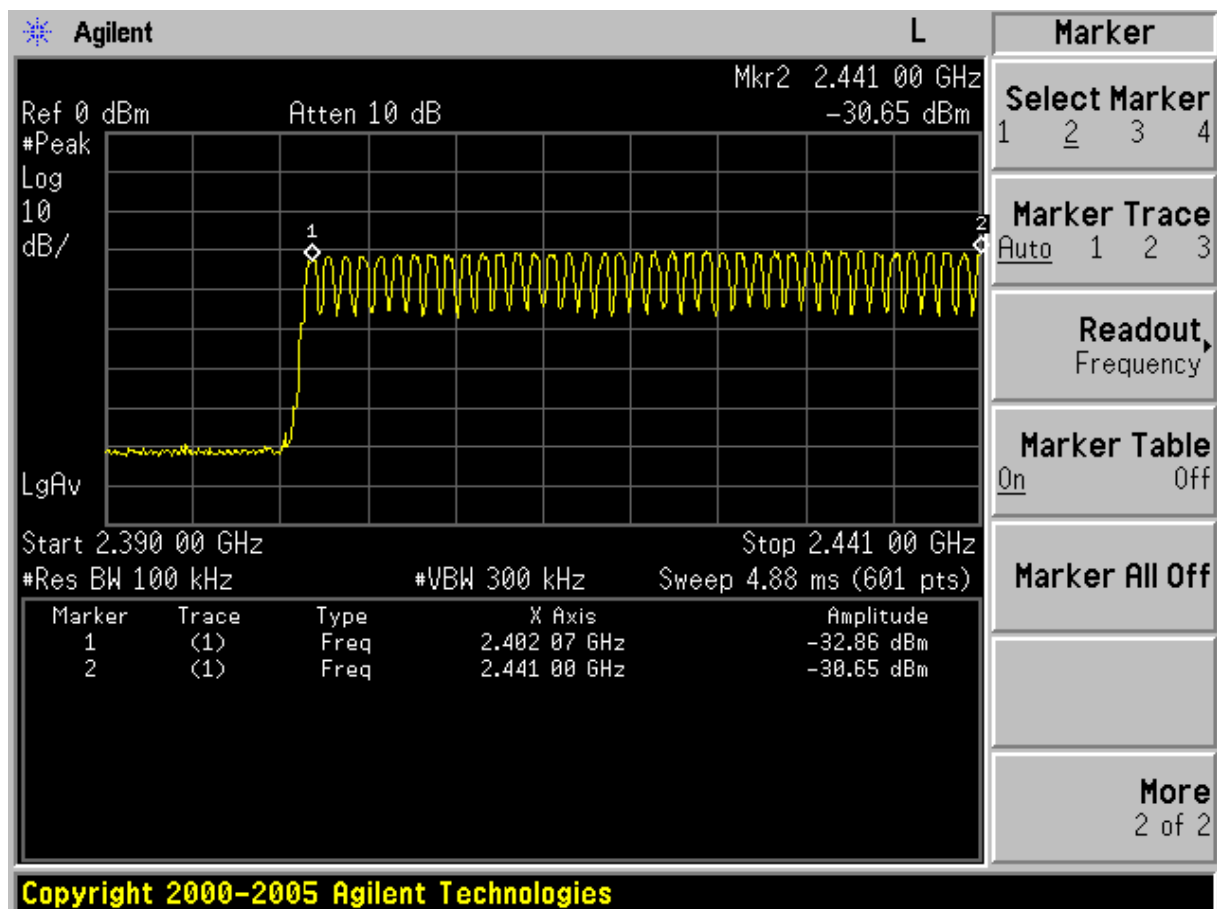 Agilent L
Mkr2 2.441 00 GHz
Ref 0 dBm Atten 10 dB -30.65 dBm
#Peak
Log
10
dB/
1
2
LgAv
Start 2.390 00 GHz Stop 2.441 00 GHz
#Res BW 100 kHz #VBW 300 kHz Sweep 4.88 ms (601 pts)
Marker Trace Type X Axis Amplitude
1 (1) Freq 2.402 07 GHz -32.86 dBm
2 (1) Freq 2.441 00 GHz -30.65 dBm
Marker
Select Marker
1 2 3 4
Marker Trace
Auto 1 2 3
Readout
Frequency
Marker Table
On Off
Marker All Off
More
2 of 2
Copyright 2000-2005 Agilent Technologies